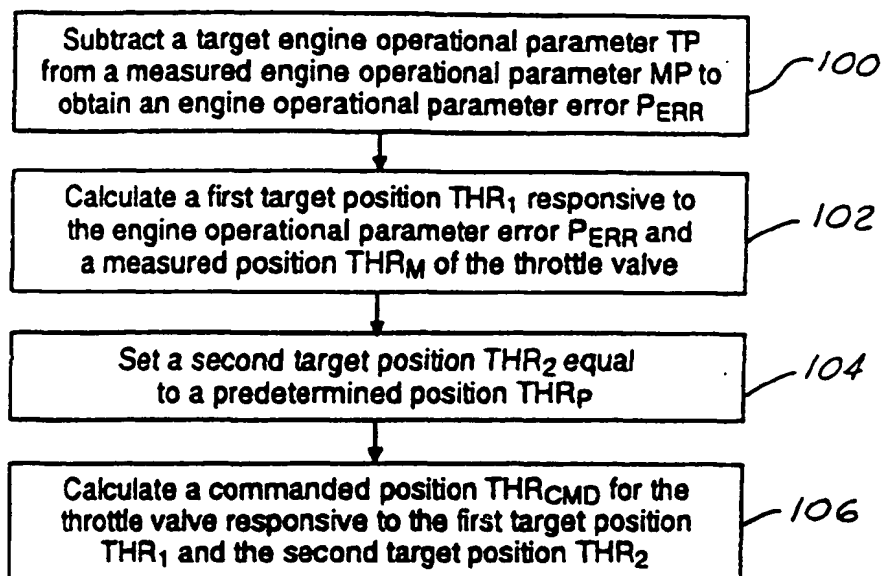 Subtract a target engine operational parameter TP
from a measured engine operational parameter MP to
obtain an engine operational parameter error PERR
100
Calculate a first target position THR1 responsive to
the engine operational parameter error PERR and
a measured position THRM of the throttle valve
102
Set a second target position THR2 equal
to a predetermined position THRP
104
Calculate a commanded position THRCMD for the
throttle valve responsive to the first target position
THR1 and the second target position THR2
106